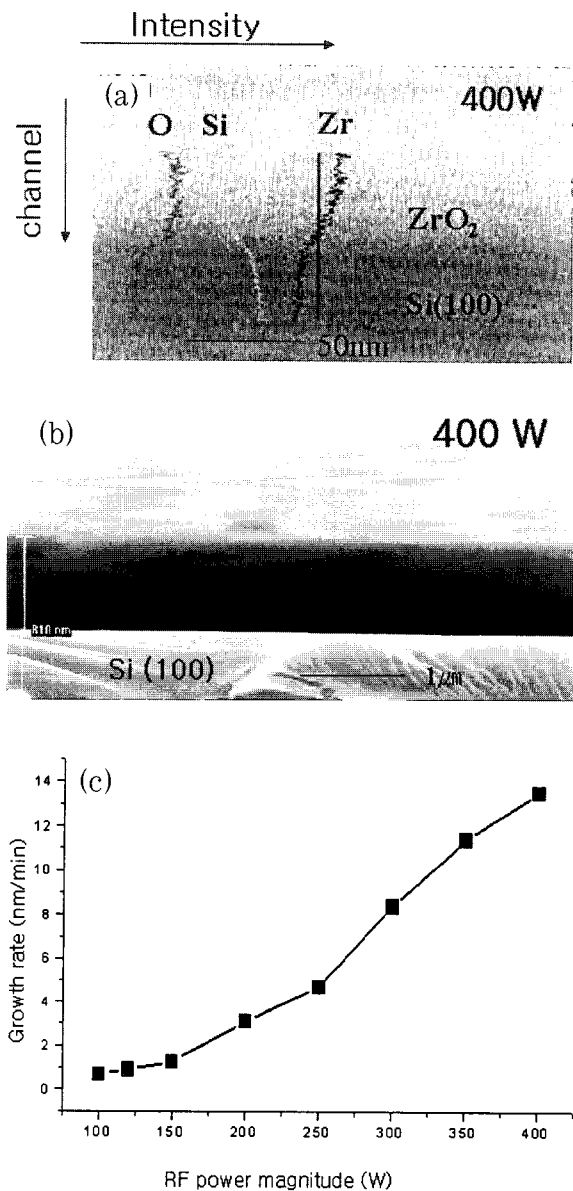 Intensity
channel
(a)
400W
O Si Zr
ZrO₂
Si(100)
50nm
(b)
400 W
810 nm
Si (100)
1μm
(c)
Growth rate (nm/min)
14
12
10
8
6
4
2
0
100 150 200 250 300 350 400
RF power magnitude (W)